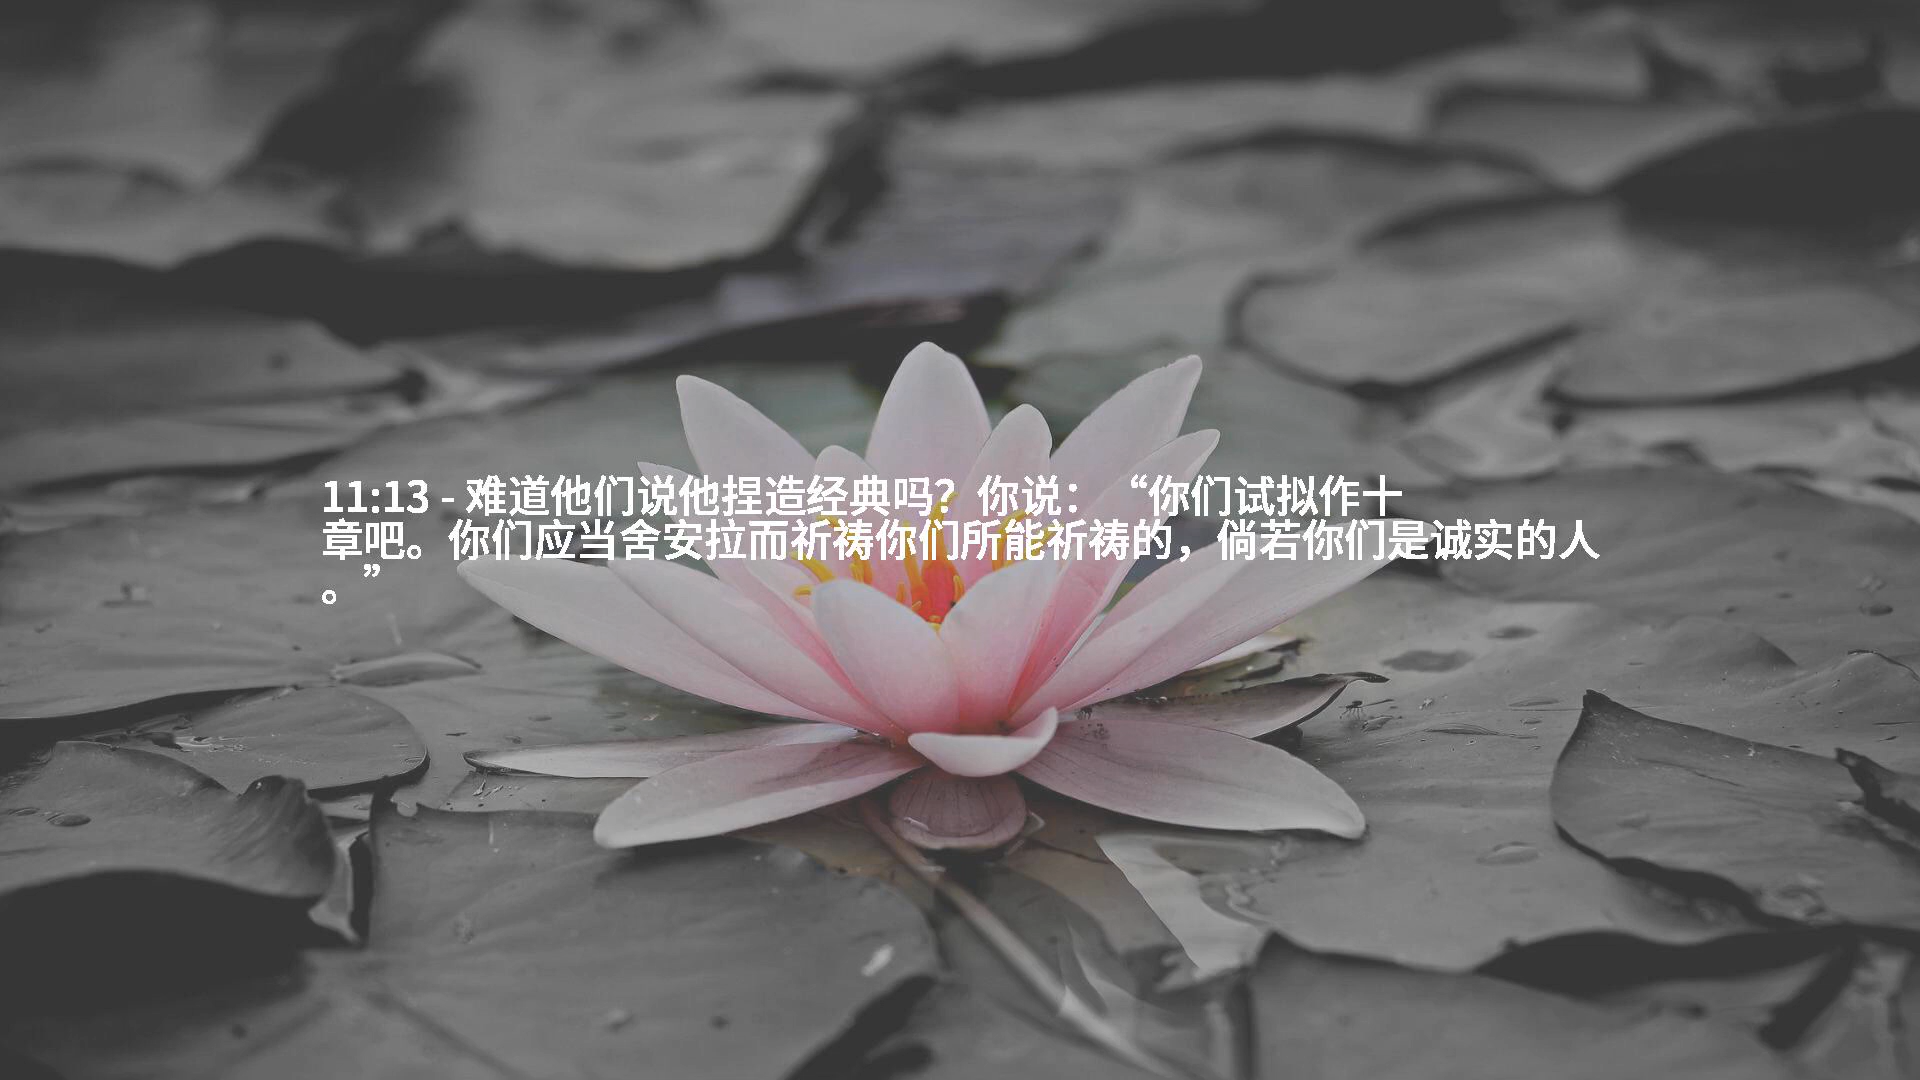 11:13 - 难道他们说他捏造经典吗？你说：“你们试拟作十
章吧。你们应当舍安拉而祈祷你们所能祈祷的，倘若你们是诚实的人
。”